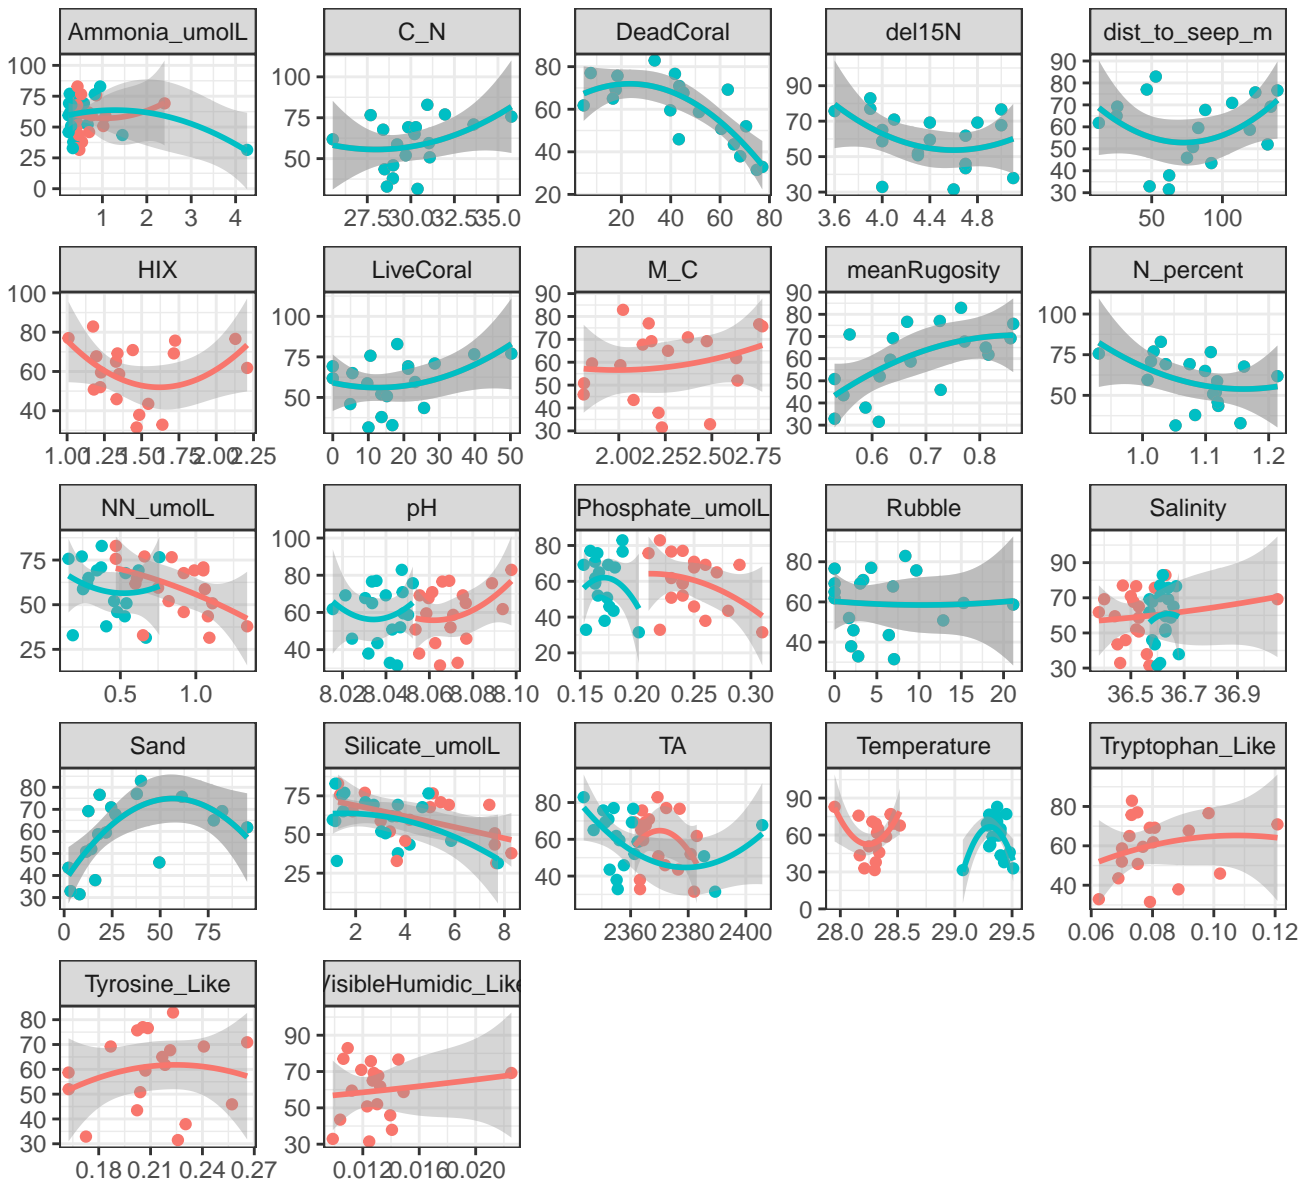 Ammonia_umolL C_N DeadCoral del15N dist_to_seep_m
100 75 50 25 0
1 2 3 4
100 75 50
27.5 30.0 32.5 35.0
80 60 40 20
20 40 60 80
90 70 50 30
3.6 4.0 4.4 4.8
90 80 70 60 50 40 30
50 100
HIX LiveCoral M_C meanRugosity N_percent
100 80 60 40
1.00 1.25 1.50 1.75 2.00 2.25
100 75 50
0 10 20 30 40 50
90 80 70 60 50 40 30
2.00 2.25 2.50 2.75
90 80 70 60 50 40 30
0.6 0.7 0.8
100 75 50
1.0 1.1 1.2
NN_umolL pH Phosphate_umolL Rubble Salinity
75 50 25
0.5 1.0
100 80 60 40
8.02 8.04 8.06 8.08 8.10
80 60 40 20
0.15 0.20 0.25 0.30
80 60 40
0 5 10 15 20
90 70 50 30
36.5 36.7 36.9
Sand Silicate_umolL TA Temperature Tryptophan_Like
80 70 60 50 40 30
0 25 50 75
75 50 25
2 4 6 8
80 60 40
2360 2380 2400
90 60 30 0
28.0 28.5 29.0 29.5
80 60 40
0.06 0.08 0.10 0.12
Tyrosine_Like VisibleHumidic_Like
80 70 60 50 40 30
0.18 0.21 0.24 0.27
90 70 50 30
0.012 0.016 0.020